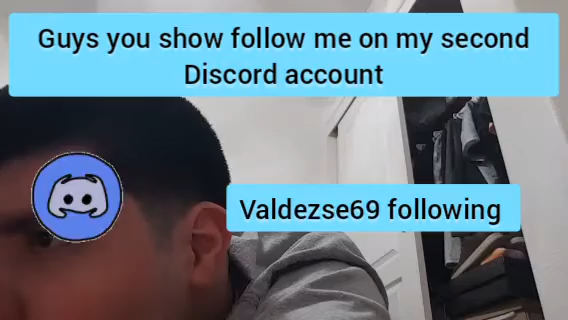 Guys you show follow me on my second
Discord account
Valdezse69 following